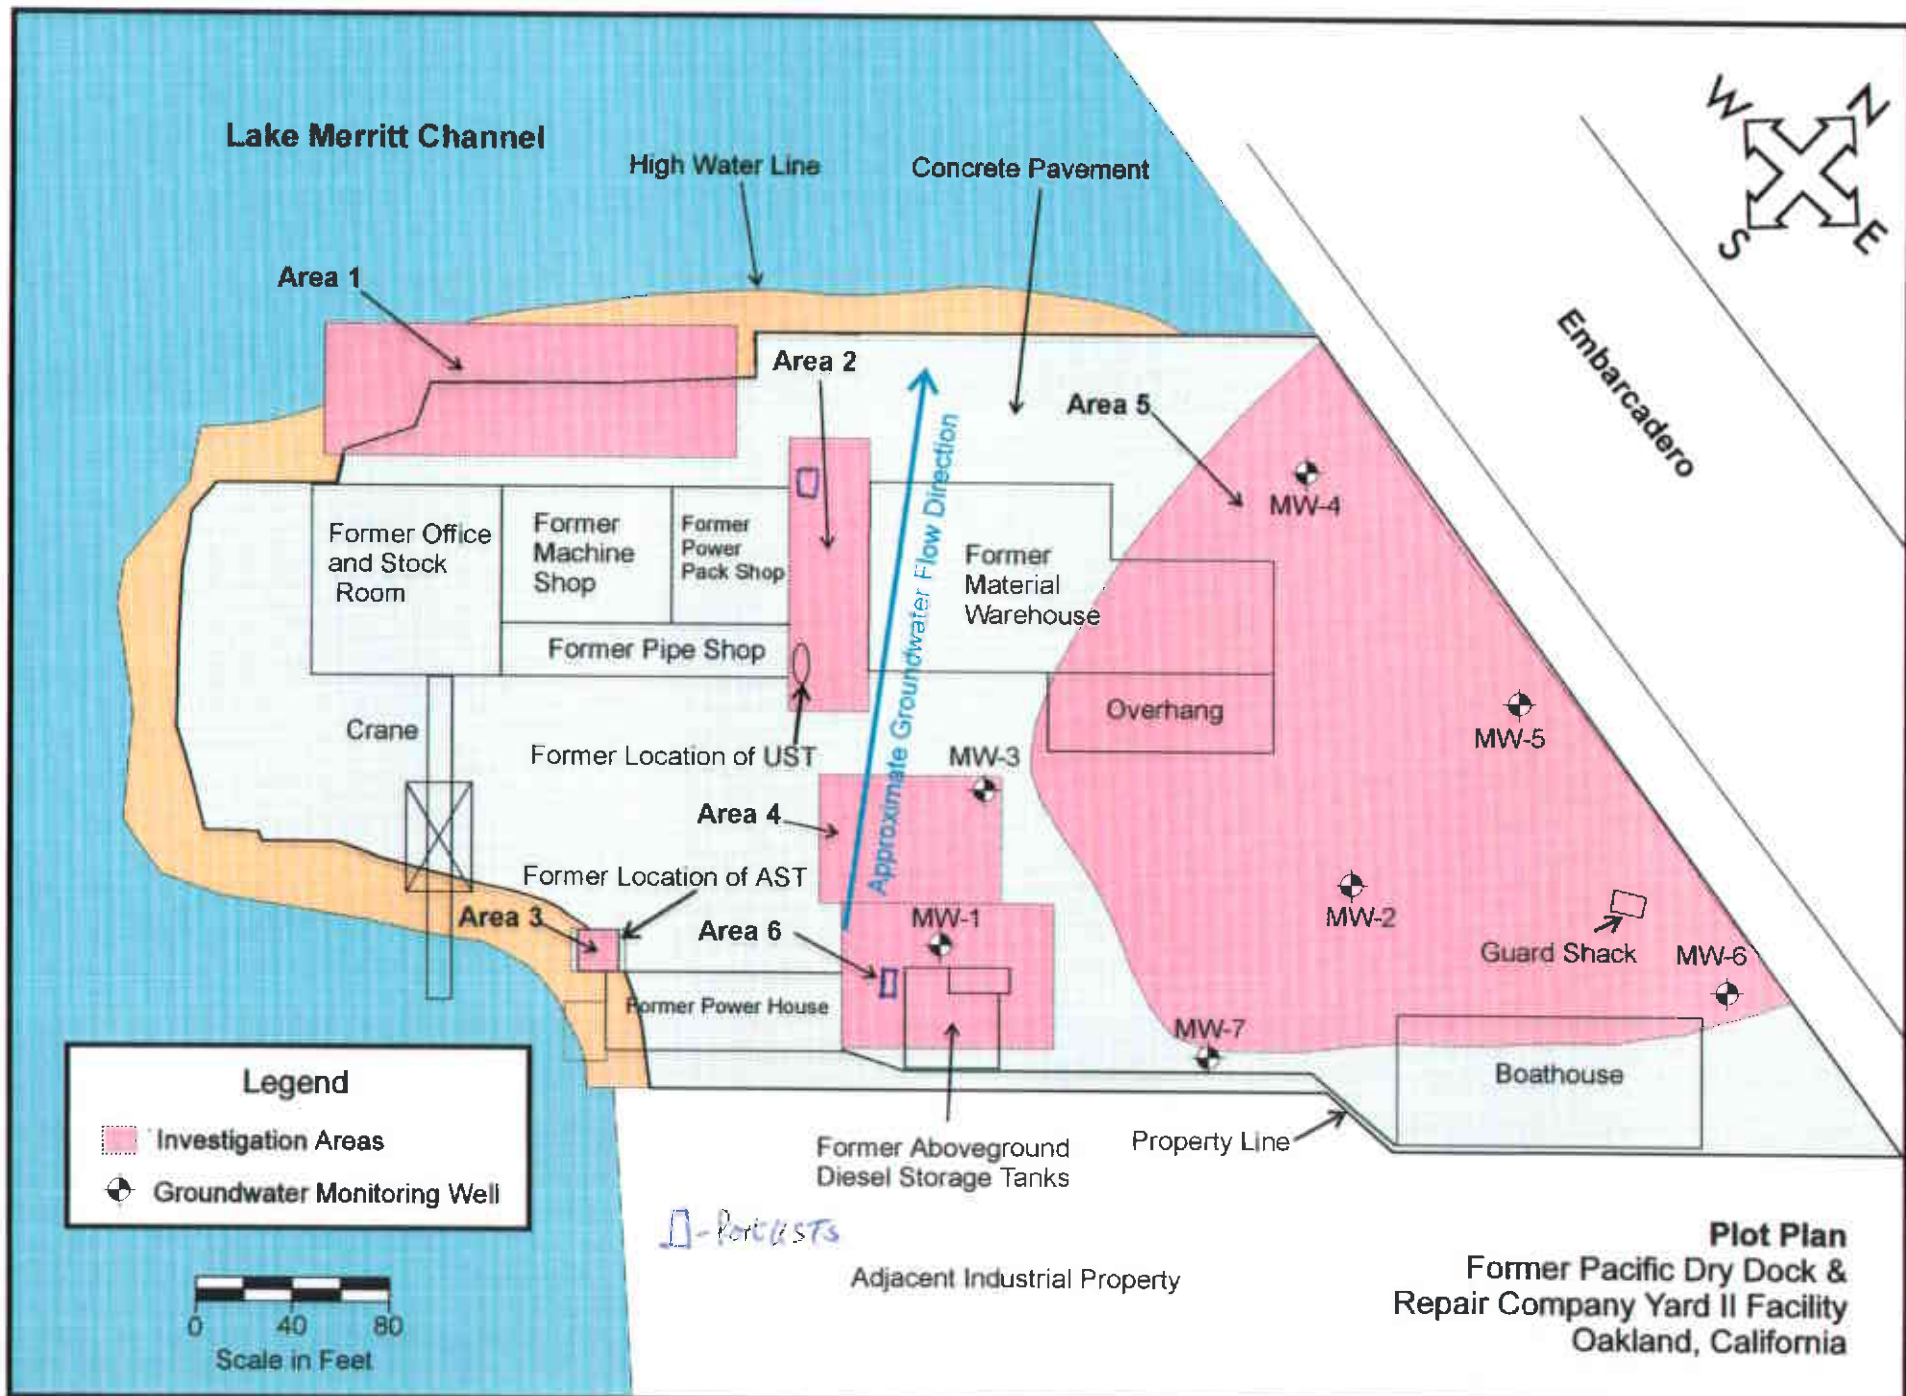 Lake Merritt Channel
High Water Line
Concrete Pavement
W
N
S
E
Area 1
Area 2
Area 5
Embarcadero
MW-4
Former Office
and Stock
Room
Former
Machine
Shop
Former
Power
Pack Shop
Former
Material
Warehouse
Approximate Groundwater Flow Direction
Former Pipe Shop
Crane
Overhang
Former Location of UST
MW-3
MW-5
Area 4
Former Location of AST
Area 3
Area 6
MW-1
MW-2
Guard Shack
MW-6
Former Power House
MW-7
Boathouse
Legend
Investigation Areas
Groundwater Monitoring Well
Former Aboveground
Diesel Storage Tanks
Property Line
- Port USTs
Adjacent Industrial Property
0 40 80
Scale in Feet
Plot Plan
Former Pacific Dry Dock &
Repair Company Yard II Facility
Oakland, California